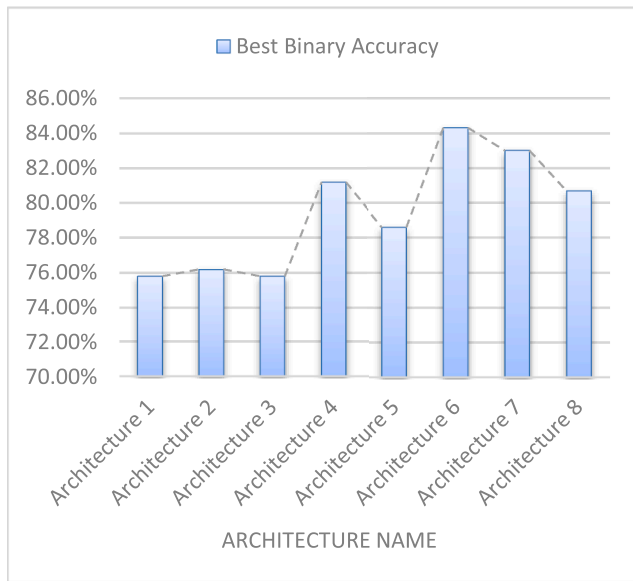 Best Binary Accuracy
86.00%
84.00%
82.00%
80.00%
78.00%
76.00%
74.00%
72.00%
70.00%
Architecture 1
Architecture 2
Architecture 3
Architecture 4
Architecture 5
Architecture 6
Architecture 7
Architecture 8
ARCHITECTURE NAME